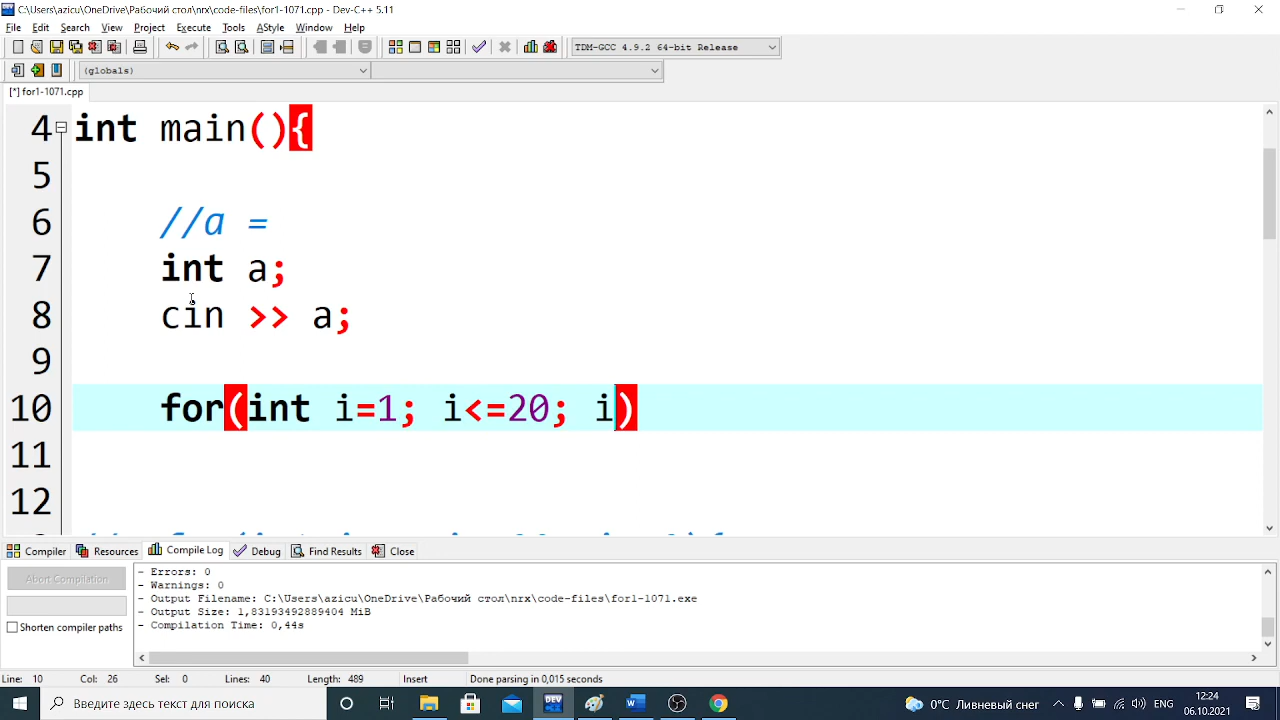 C:\Users\azicu\OneDrive\Рабочий стол\nrx\code-files\for1-1071.cpp - Dev-C++ 5.11
File Edit Search View Project Execute Tools AStyle Window Help
TDM-GCC 4.9.2 64-bit Release
(globals)
[*] for1-1071.cpp
4 int main(){
5
6 //a =
7 int a;
8 cin >> a;
9
10 for(int i=1; i<=20; i)
11
12
Compiler Resources Compile Log Debug Find Results Close
Abort Compilation
Shorten compiler paths
- Errors: 0
- Warnings: 0
- Output Filename: C:\Users\azicu\OneDrive\Рабочий стол\nrx\code-files\for1-1071.exe
- Output Size: 1,83193492889404 MiB
- Compilation Time: 0,44s
Line: 10 Col: 26 Sel: 0 Lines: 40 Length: 489 Insert Done parsing in 0,015 seconds
Введите здесь текст для поиска
0°C Ливневый снег
ENG
12:24
06.10.2021